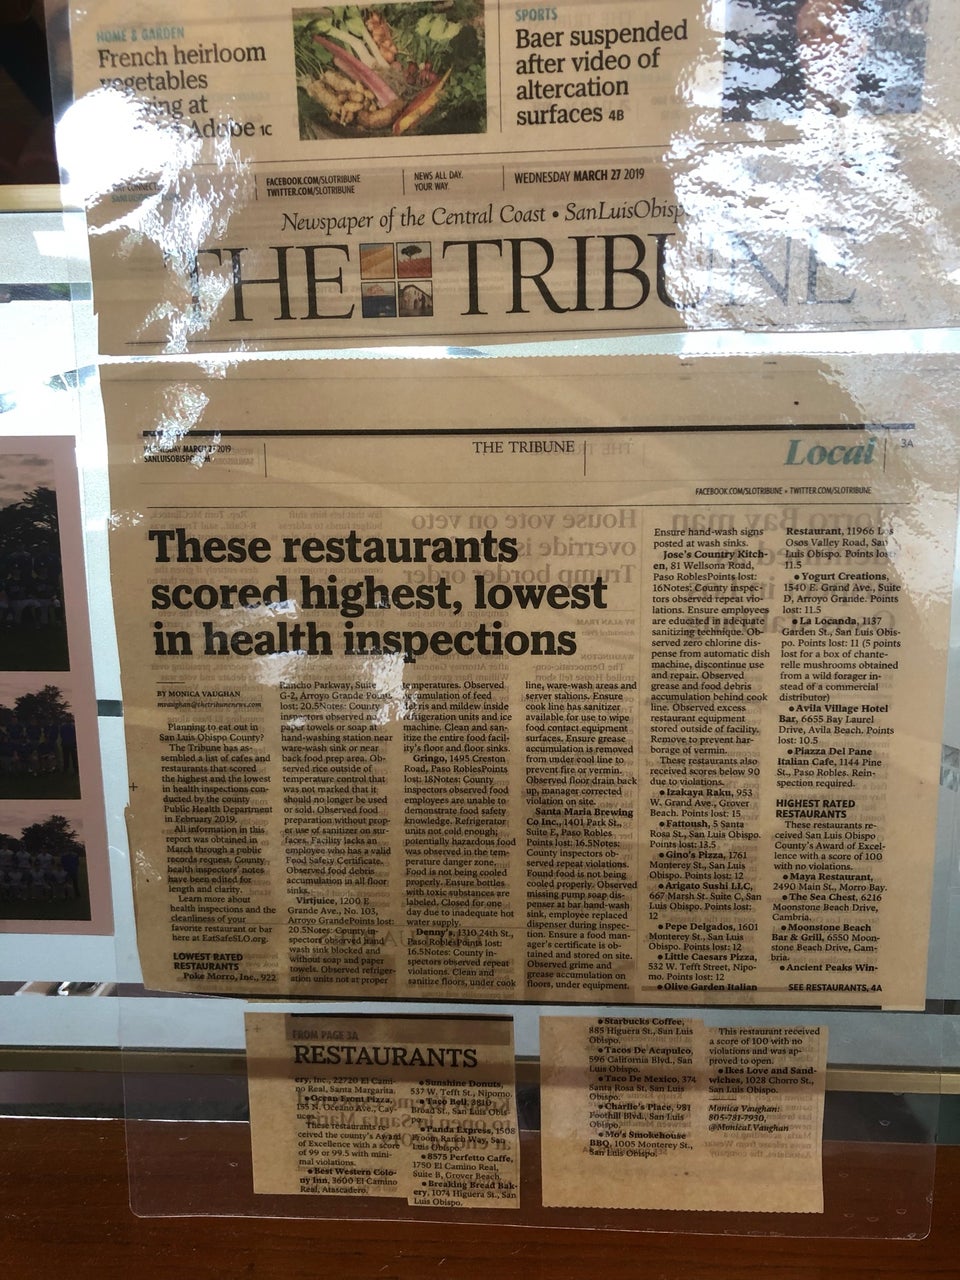 HOME & GARDEN
French heirloom
vegetables
at
Adobe 1C
SPORTS
Baer suspended
after video of
altercation
surfaces 4B
FACEBOOK.COM/SLOTRIBUNE
TWITTER.COM/SLOTRIBUNE
NEWS ALL DAY.
YOUR WAY.
WEDNESDAY MARCH 27 2019
Newspaper of the Central Coast • SanLuisObisp
THE TRIBUNE
WEDNESDAY MARCH 27 2019
SANLUISOBISPO.COM
THE TRIBUNE
Local
3A
FACEBOOK.COM/SLOTRIBUNE • TWITTER.COM/SLOTRIBUNE
These restaurants
scored highest, lowest
in health inspections
BY MONICA VAUGHAN
mvaughan@thetribunenews.com
Planning to eat out in
San Luis Obispo County?
The Tribune has as-
sembled a list of cafes and
restaurants that scored
the highest and the lowest
in health inspections con-
ducted by the county
Public Health Department
in February 2019.
All information in this
report was obtained in
March through a public
records request. County
health inspectors' notes
have been edited for
length and clarity.
Learn more about
health inspections and the
cleanliness of your
favorite restaurant or bar
here at EatSafeSLO.org.
LOWEST RATED
RESTAURANTS
Poke Morro, Inc., 922
Rancho Parkway, Suite
G-2, Arroyo Grande Points
lost: 20.5Notes: County
inspectors observed no
paper towels or soap at
hand-washing station near
ware-wash sink or near
back food prep area. Ob-
served rice outside of
temperature control that
was not marked that it
should no longer be used
or sold. Observed food
preparation without prop-
er use of sanitizer on sur-
faces. Facility lacks an
employee who has a valid
Food Safety Certificate.
Observed food debris
accumulation in all floor
sinks.
Virtjuice, 1200 E
Grande Ave., No. 103,
Arroyo GrandePoints lost:
20.5Notes: County in-
spectors observed hand
wash sink blocked and
without soap and paper
towels. Observed refriger-
ation units not at proper
temperatures. Observed
accumulation of feed
debris and mildew inside
refrigeration units and ice
machine. Clean and san-
itize the entire food facil-
ity's floor and floor sinks.
Gringo, 1495 Creston
Road, Paso RoblesPoints
lost: 18Notes: County
inspectors observed food
employees are unable to
demonstrate food safety
knowledge. Refrigerator
units not cold enough;
potentially hazardous food
was observed in the tem-
perature danger zone.
Food is not being cooled
properly. Ensure bottles
with toxic substances are
labeled. Closed for one
day due to inadequate hot
water supply.
Denny's, 1310 24th St.,
Paso RoblesPoints lost:
16.5Notes: County in-
spectors observed repeat
violations. Clean and
sanitize floors, under cook
line, ware-wash areas and
server stations. Ensure
cook line has sanitizer
available for use to wipe
food contact equipment
surfaces. Ensure grease
accumulation is removed
from under cool line to
prevent fire or vermin.
Observed floor drain back
up, manager corrected
violation on site.
Santa Maria Brewing
Co Inc., 1401 Park St.,
Suite E, Paso Robles
Points lost: 16.5Notes:
County inspectors ob-
served repeat violations.
Found food is not being
cooled properly. Observed
missing pump soap dis-
penser at bar hand-wash
sink, employee replaced
dispenser during inspec-
tion. Ensure a food man-
ager's certificate is ob-
tained and stored on site.
Observed grime and
grease accumulation on
floors, under equipment.
Ensure hand-wash signs
posted at wash sinks.
Jose's Country Kitch-
en, 81 Wellsona Road,
Paso RoblesPoints lost:
16Notes: County inspec-
tors observed repeat vio-
lations. Ensure employees
are educated in adequate
sanitizing technique. Ob-
served zero chlorine dis-
pense from automatic dish
machine, discontinue use
and repair. Observed
grease and food debris
accumulation behind cook
line. Observed excess
restaurant equipment
stored outside of facility.
Remove to prevent har-
borage of vermin.
These restaurants also
received scores below 90
due to violations.
• Izakaya Raku, 953
W. Grand Ave., Grover
Beach. Points lost: 15
• Fattoush, 5 Santa
Rosa St., San Luis Obispo.
Points lost: 13.5
• Gino's Pizza, 1761
Monterey St., San Luis
Obispo. Points lost: 12
• Arigato Sushi LLC,
667 Marsh St. Suite C, San
Luis Obispo. Points lost:
12
• Pepe Delgados, 1601
Monterey St., San Luis
Obispo. Points lost: 12
• Little Caesars Pizza,
532 W. Tefft Street, Nipo-
mo. Points lost: 12
• Olive Garden Italian
Restaurant, 11966 Los
Osos Valley Road, San
Luis Obispo. Points lost:
11.5
• Yogurt Creations,
1540 E. Grand Ave., Suite
D, Arroyo Grande. Points
lost: 11.5
• La Locanda, 1137
Garden St., San Luis Obis-
po. Points lost: 11 (5 points
lost for a box of chante-
relle mushrooms obtained
from a wild forager in-
stead of a commercial
distributor)
• Avila Village Hotel
Bar, 6655 Bay Laurel
Drive, Avila Beach. Points
lost: 10.5
• Piazza Del Pane
Italian Cafe, 1144 Pine
St., Paso Robles. Rein-
spection required.
HIGHEST RATED
RESTAURANTS
These restaurants re-
ceived San Luis Obispo
County's Award of Excel-
lence with a score of 100
with no violations.
• Maya Restaurant,
2490 Main St., Morro Bay.
• The Sea Chest, 6216
Moonstone Beach Drive,
Cambria.
• Moonstone Beach
Bar & Grill, 6550 Moon-
stone Beach Drive, Cam-
bria.
• Ancient Peaks Win-
SEE RESTAURANTS, 4A
FROM PAGE 3A
RESTAURANTS
ery, Inc., 22720 El Cami-
no Real, Santa Margarita.
• Ocean Front Pizza,
155 N. Ocean Ave., Cay-
ucos.
These restaurants re-
ceived the county's Award
of Excellence with a score
of 99 or 99.5 with mini-
mal violations.
• Best Western Colo-
ny Inn, 3600 El Camino
Real, Atascadero.
• Sunshine Donuts,
537 W. Tefft St., Nipomo.
• Taco Bell, 3810
Broad St., San Luis Obis
po.
• Panda Express, 1508
Froom Ranch Way, San
Luis Obispo.
• 8575 Perfetto Caffe,
1750 El Camino Real,
Suite B, Grover Beach.
• Breaking Bread Bak-
ery, 1074 Higuera St., San
Luis Obispo.
• Starbucks Coffee,
885 Higuera St., San Luis
Obispo.
• Tacos De Acapulco,
596 California Blvd., San
Luis Obispo.
• Taco De Mexico, 374
Santa Rosa St., San Luis
Obispo.
• Charlie's Place, 981
Foothill Blvd., San Luis
Obispo.
• Mo's Smokehouse
BBQ, 1005 Monterey St.,
San Luis Obispo.
This restaurant received
a score of 100 with no
violations and was ap-
proved to open.
• Ikes Love and Sand-
wiches, 1028 Chorro St.,
San Luis Obispo.
Monica Vaughan:
805-781-7930,
@MonicaLVaughan